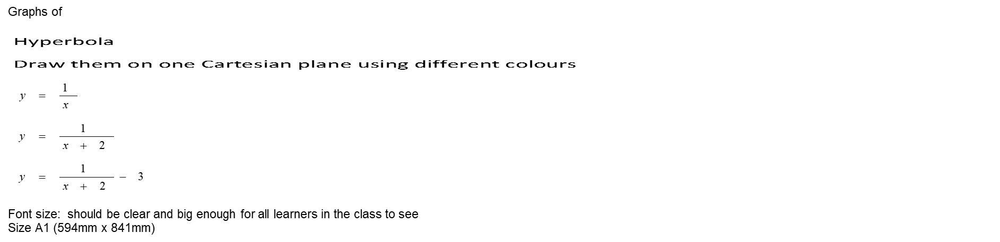 Graphs of
Hyperbola
Draw them on one Cartesian plane using different colours
y = 1/x
y = 1/(x + 2)
y = 1/(x + 2) − 3
Font size: should be clear and big enough for all learners in the class to see
Size A1 (594mm x 841mm)